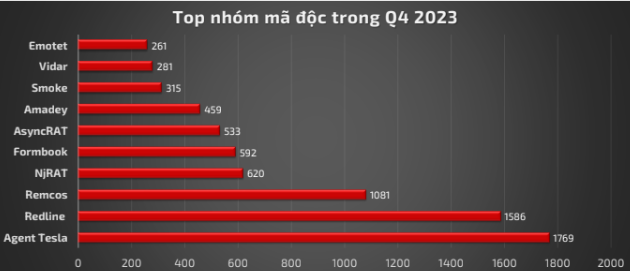 Top nhóm mã độc trong Q4 2023
Emotet 261
Vidar 281
Smoke 315
Amadey 459
AsyncRAT 533
Formbook 592
NjRAT 620
Remcos 1081
Redline 1586
Agent Tesla 1769
0 200 400 600 800 1000 1200 1400 1600 1800 2000